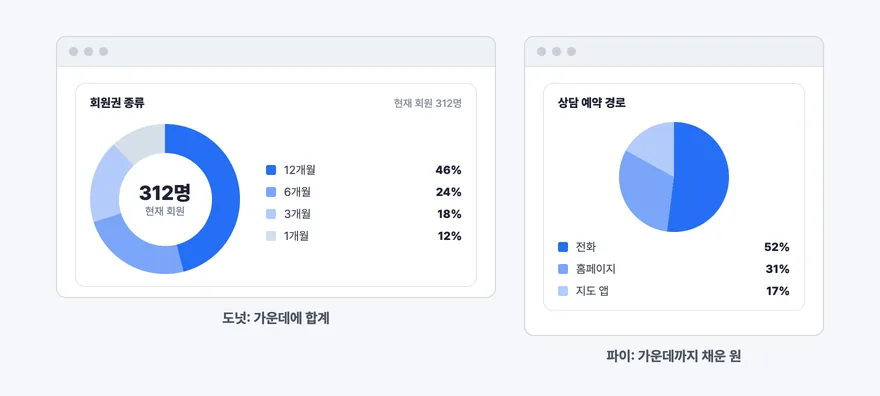 회원권 종류
현재 회원 312명
312명
현재 회원
12개월 46%
6개월 24%
3개월 18%
1개월 12%
도넛: 가운데에 합계
상담 예약 경로
전화 52%
홈페이지 31%
지도 앱 17%
파이: 가운데까지 채운 원